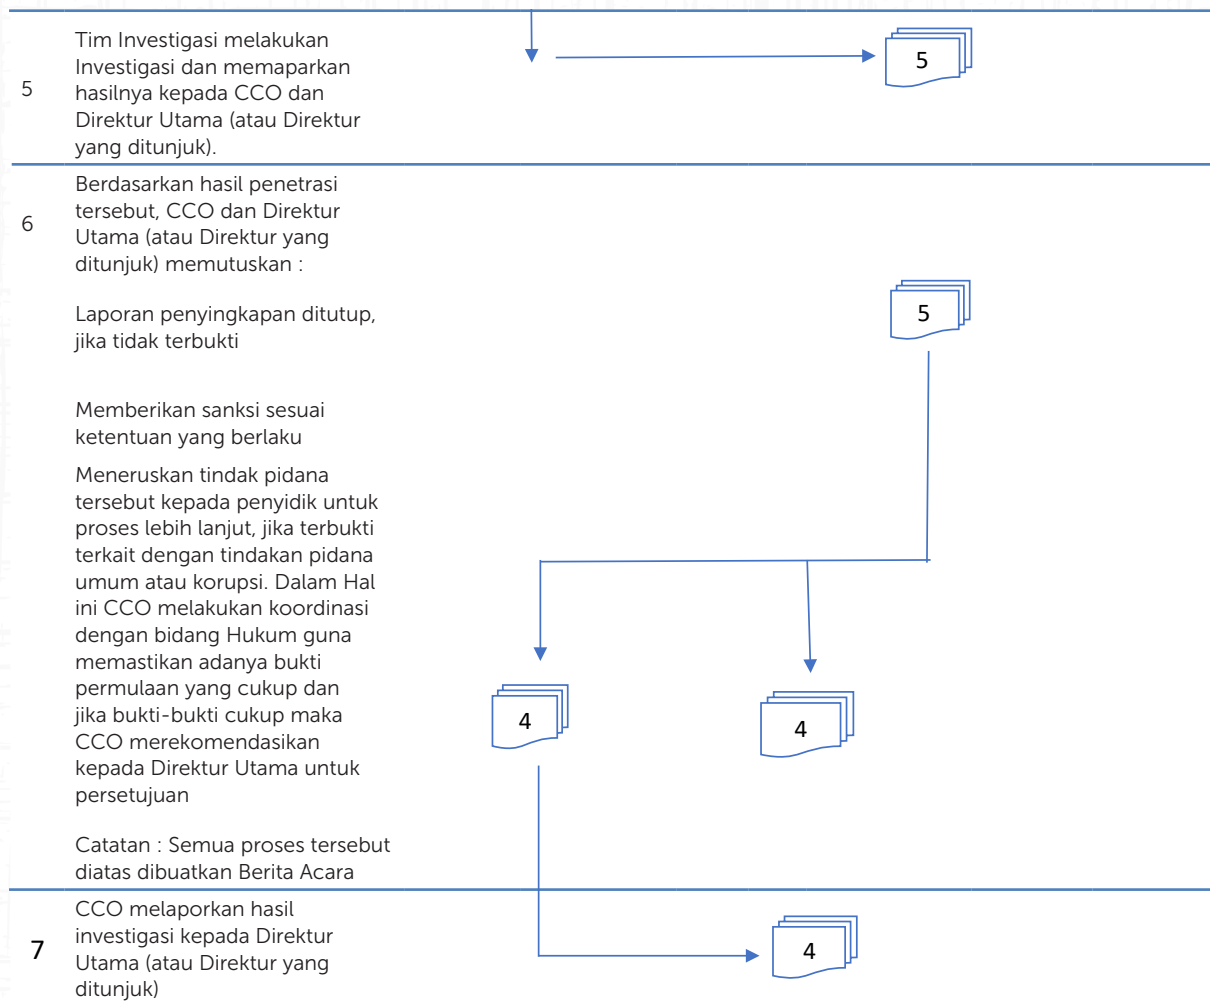 Tim Investigasi melakukan
Investigasi dan memaparkan
5 hasilnya kepada CCO dan
Direktur Utama (atau Direktur
yang ditunjuk).
5
Berdasarkan hasil penetrasi
6 tersebut, CCO dan Direktur
Utama (atau Direktur yang
ditunjuk) memutuskan :
Laporan penyingkapan ditutup,
jika tidak terbukti
5
Memberikan sanksi sesuai
ketentuan yang berlaku
Meneruskan tindak pidana
tersebut kepada penyidik untuk
proses lebih lanjut, jika terbukti
terkait dengan tindakan pidana
umum atau korupsi. Dalam Hal
ini CCO melakukan koordinasi
dengan bidang Hukum guna
memastikan adanya bukti
permulaan yang cukup dan
jika bukti-bukti cukup maka
CCO merekomendasikan
kepada Direktur Utama untuk
persetujuan
4
4
Catatan : Semua proses tersebut
diatas dibuatkan Berita Acara
CCO melaporkan hasil
7 investigasi kepada Direktur
Utama (atau Direktur yang
ditunjuk)
4